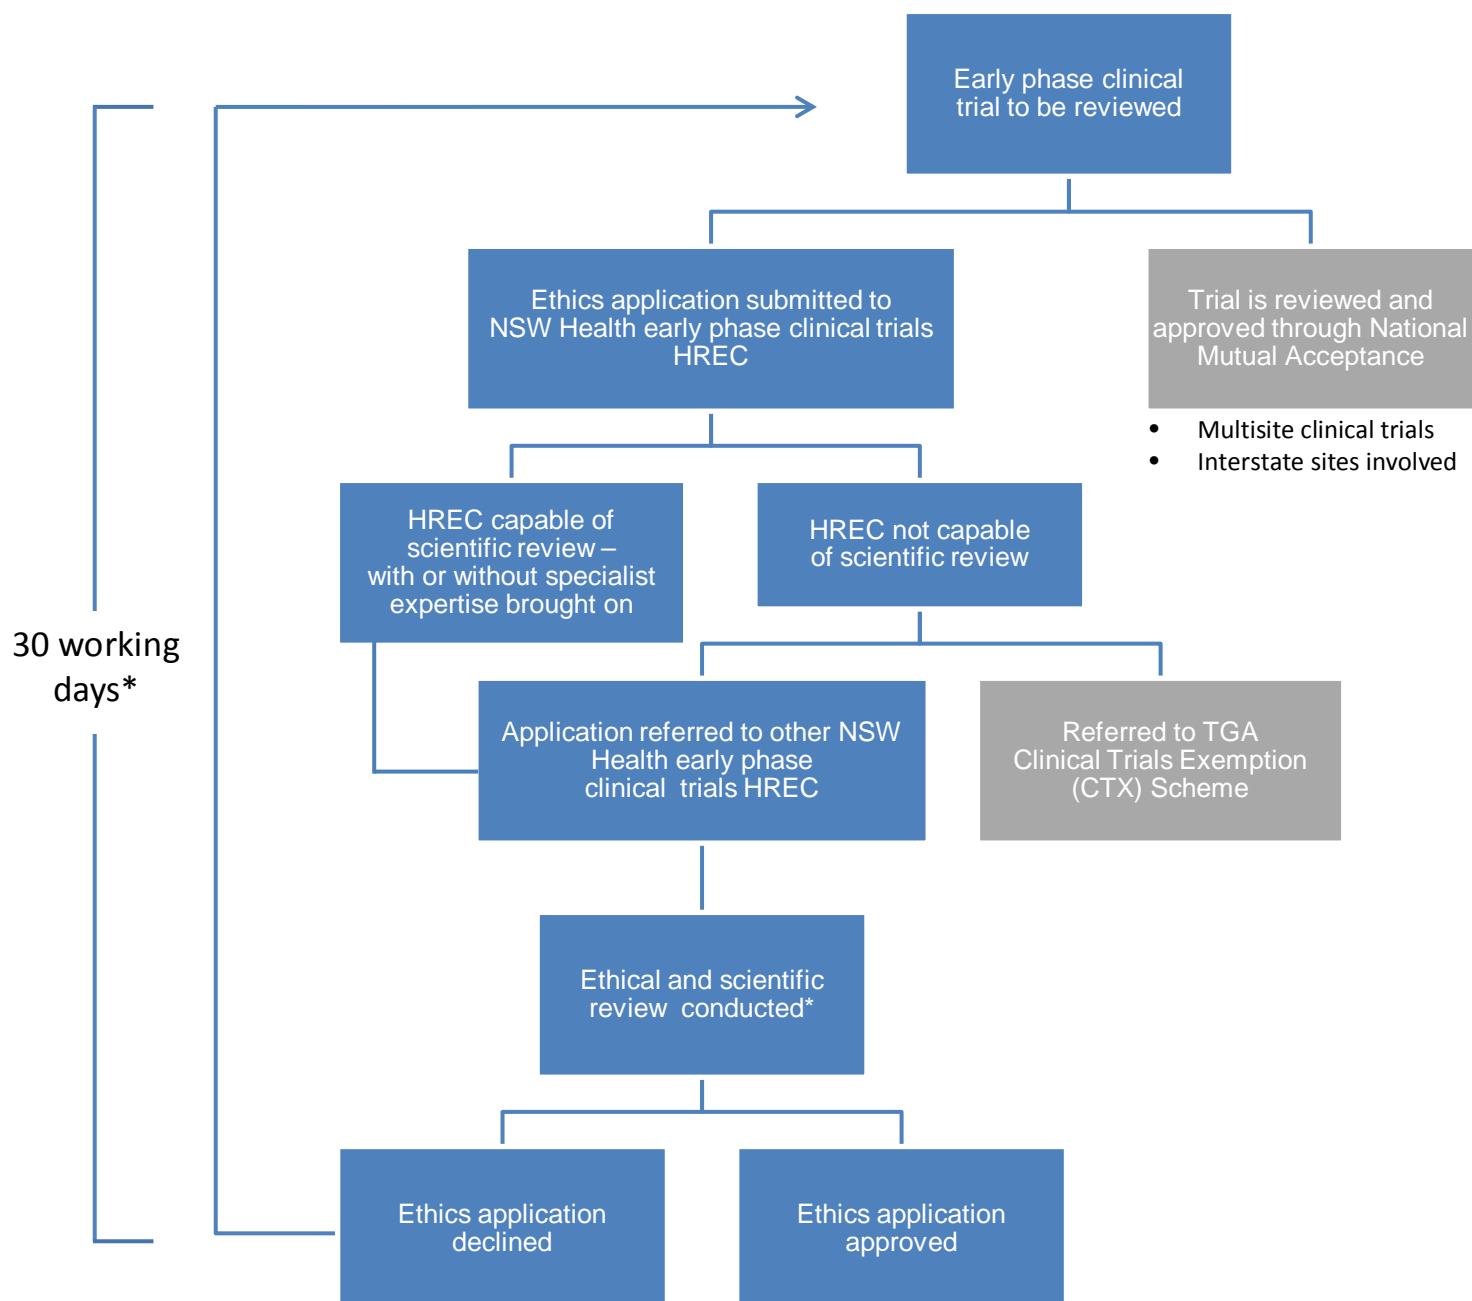 Early phase clinical
trial to be reviewed
Ethics application submitted to
NSW Health early phase clinical trials
HREC
Trial is reviewed and
approved through National
Mutual Acceptance
• Multisite clinical trials
• Interstate sites involved
HREC capable of
scientific review –
with or without specialist
expertise brought on
HREC not capable
of scientific review
30 working
days*
Application referred to other NSW
Health early phase
clinical trials HREC
Referred to TGA
Clinical Trials Exemption
(CTX) Scheme
Ethical and scientific
review conducted*
Ethics application
declined
Ethics application
approved